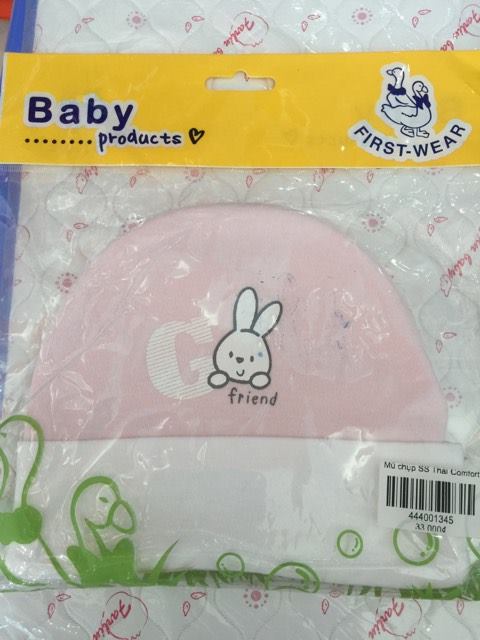 Baby
........ products
FIRST-WEAR
G
friend
Mũ chụp SS Thái Comfort
444001345
33.000đ